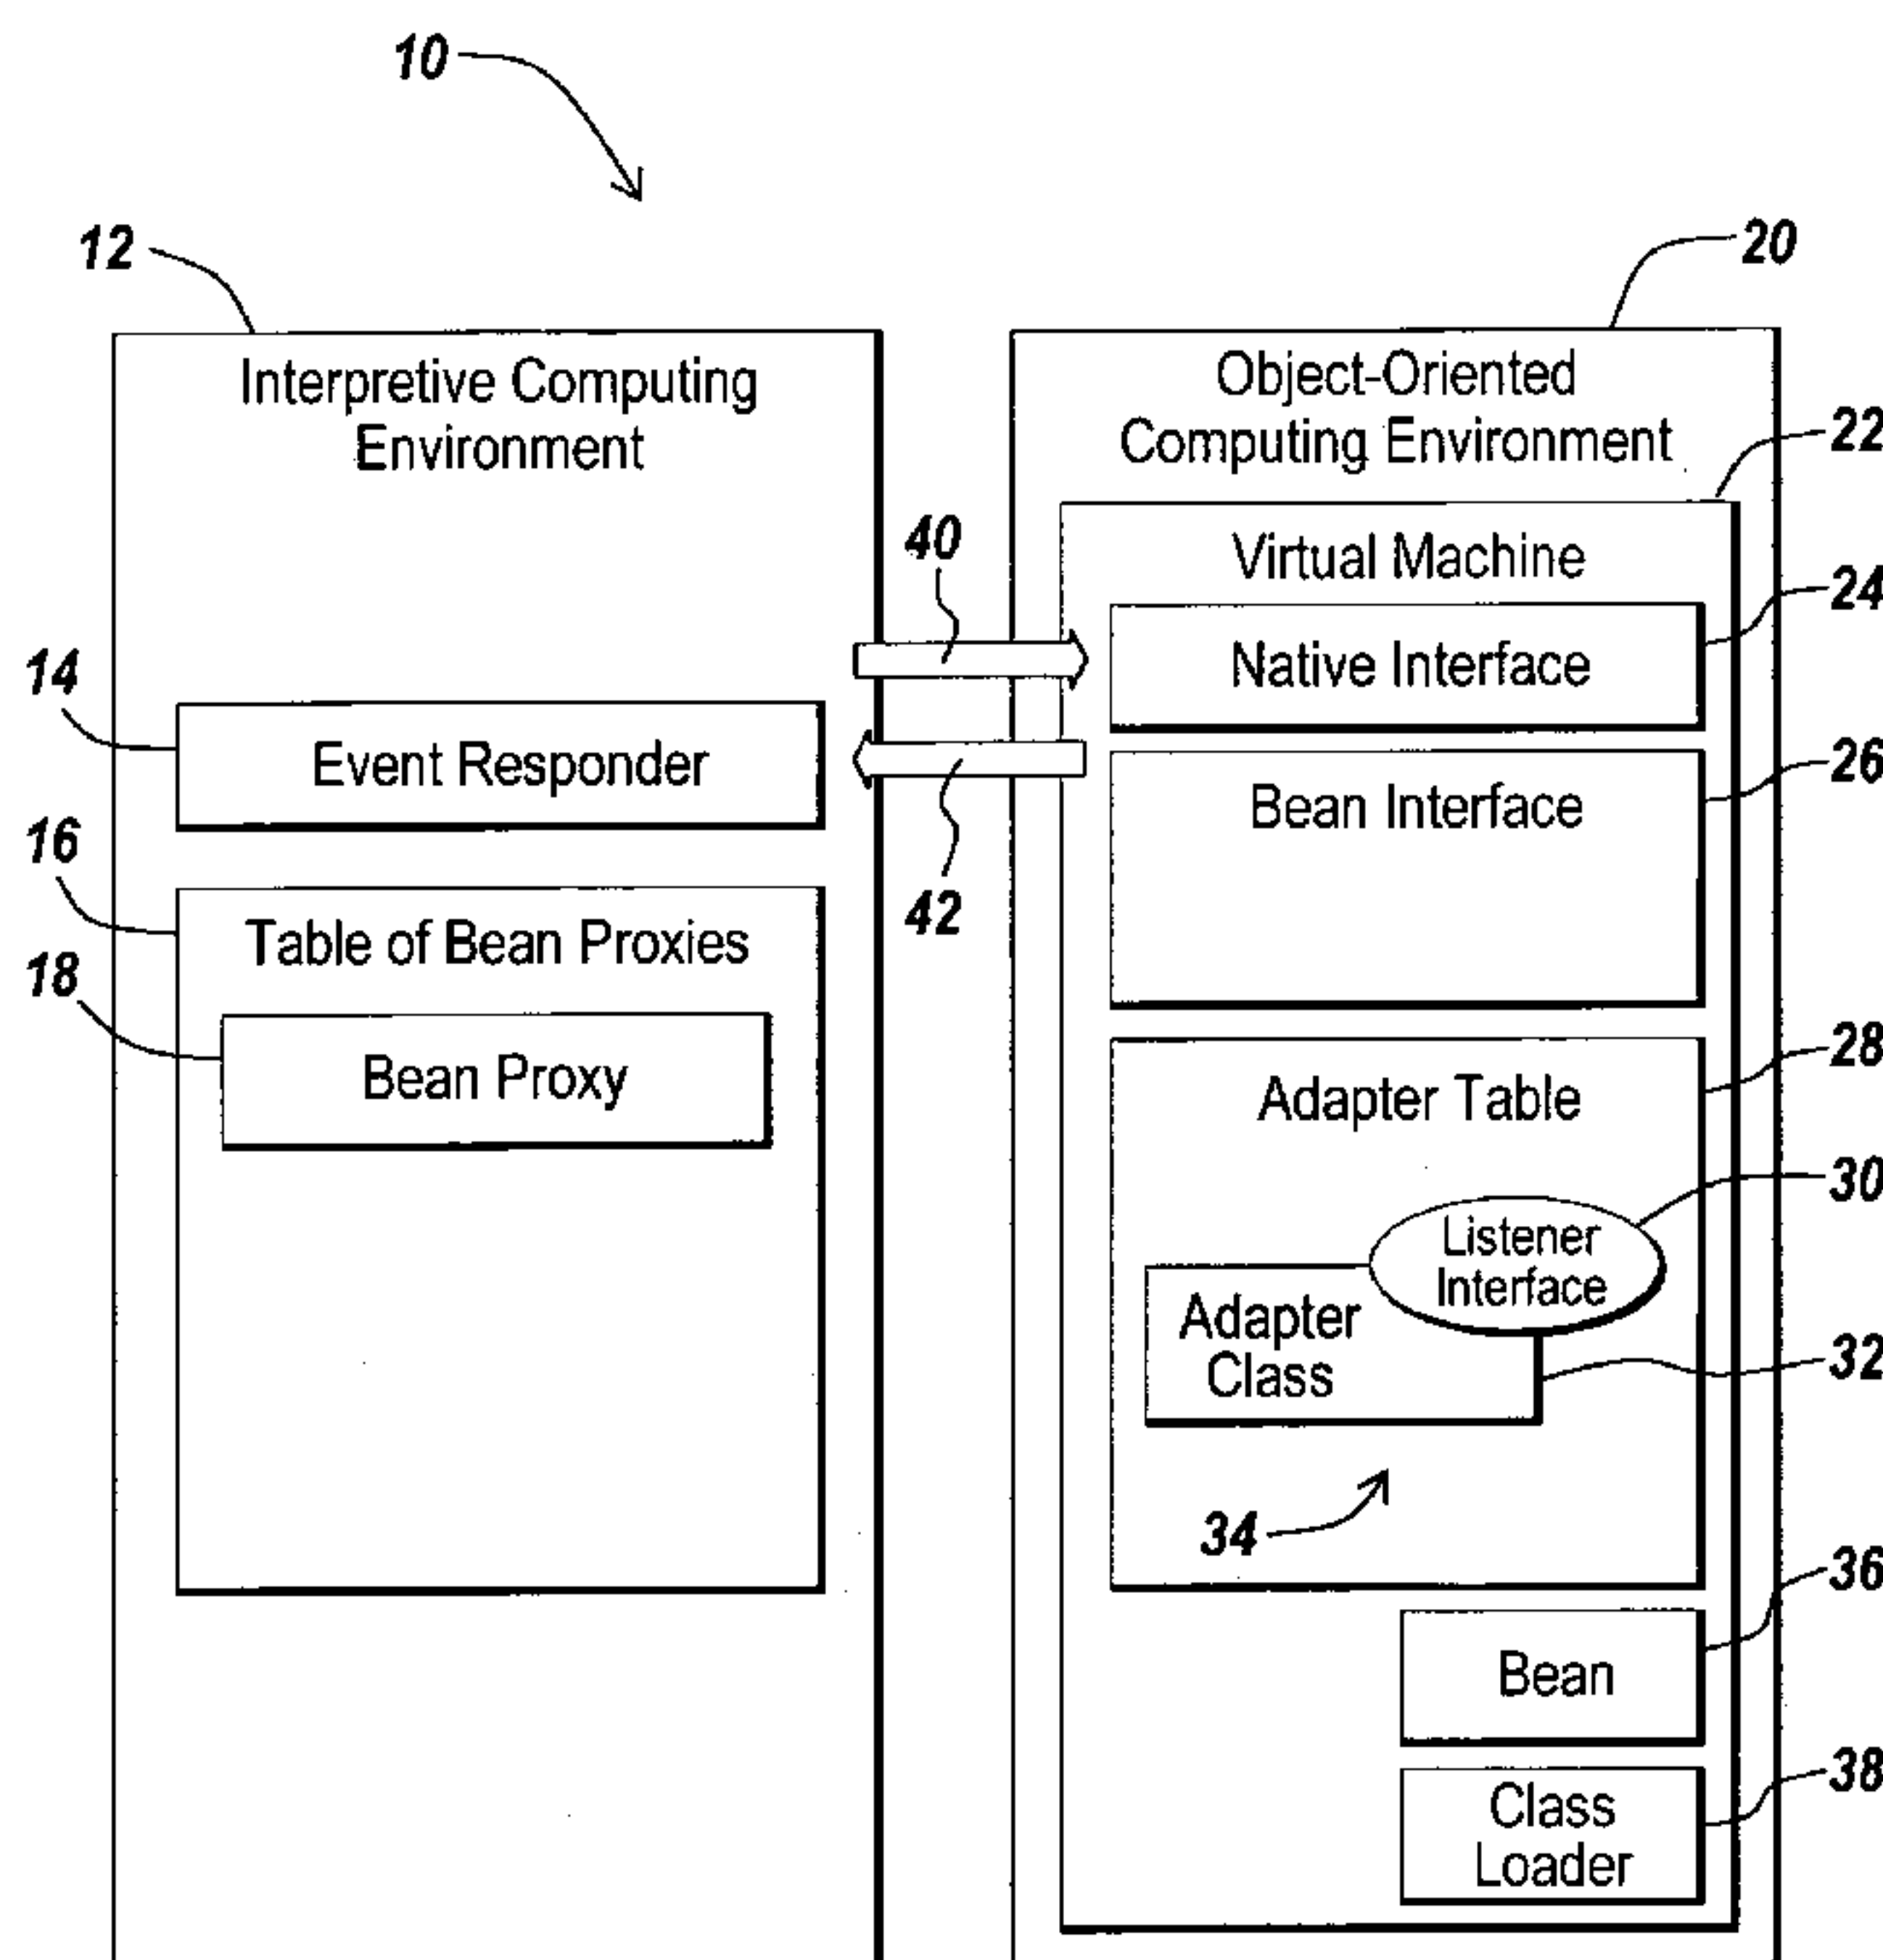 10
12
20
Interpretive Computing
Environment
Object-Oriented
Computing Environment
22
Virtual Machine
40
24
Native Interface
14
Event Responder
26
Bean Interface
42
16
Table of Bean Proxies
18
Bean Proxy
28
Adapter Table
30
Listener
Interface
Adapter
Class
32
34
36
Bean
38
Class
Loader